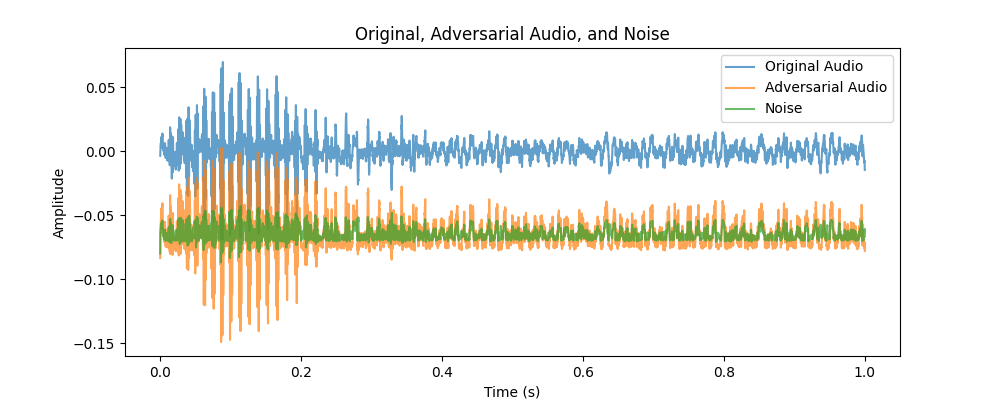 Original, Adversarial Audio, and Noise
Original Audio
Adversarial Audio
Noise
Amplitude
0.05
0.00
−0.05
−0.10
−0.15
0.0 0.2 0.4 0.6 0.8 1.0
Time (s)